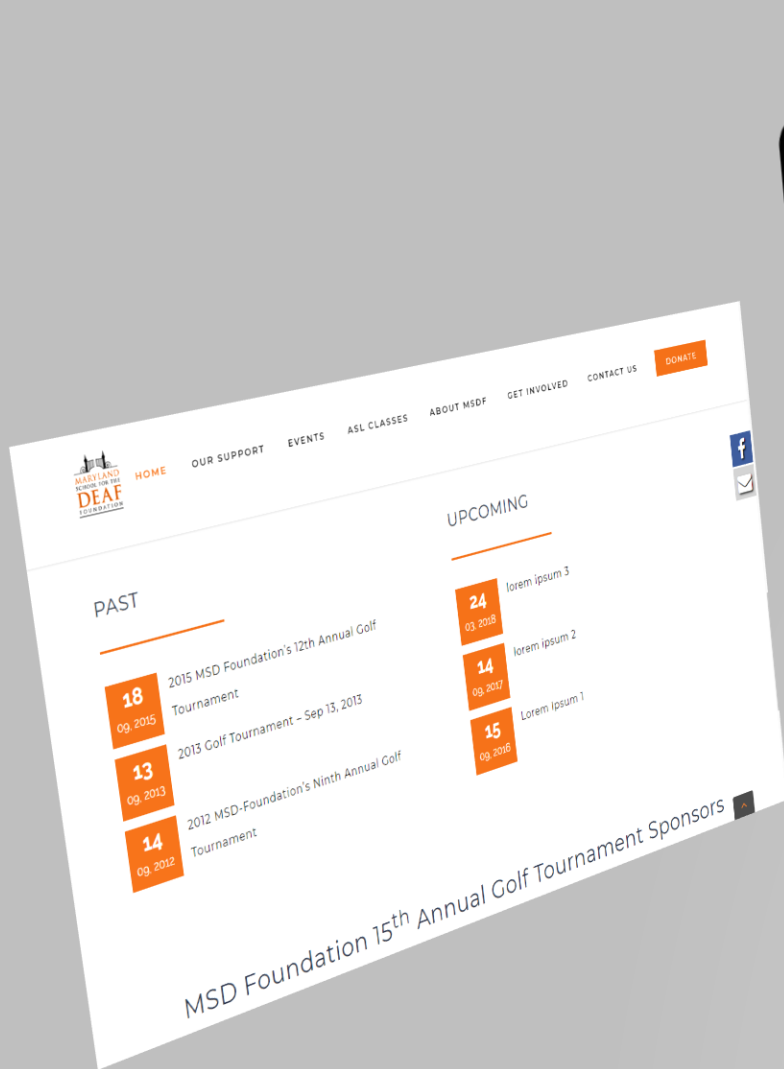 MARYLAND
SCHOOL FOR THE
DEAF
FOUNDATION
HOME
OUR SUPPORT
EVENTS
ASL CLASSES
ABOUT MSDF
GET INVOLVED
CONTACT US
DONATE
f
PAST
18
09, 2015
2015 MSD Foundation's 12th Annual Golf
Tournament
13
09, 2013
2013 Golf Tournament – Sep 13, 2013
14
09, 2012
2012 MSD-Foundation's Ninth Annual Golf
Tournament
UPCOMING
24
03, 2018
lorem ipsum 3
14
09, 2017
lorem ipsum 2
15
09, 2016
Lorem Ipsum 1
MSD Foundation 15th Annual Golf Tournament Sponsors